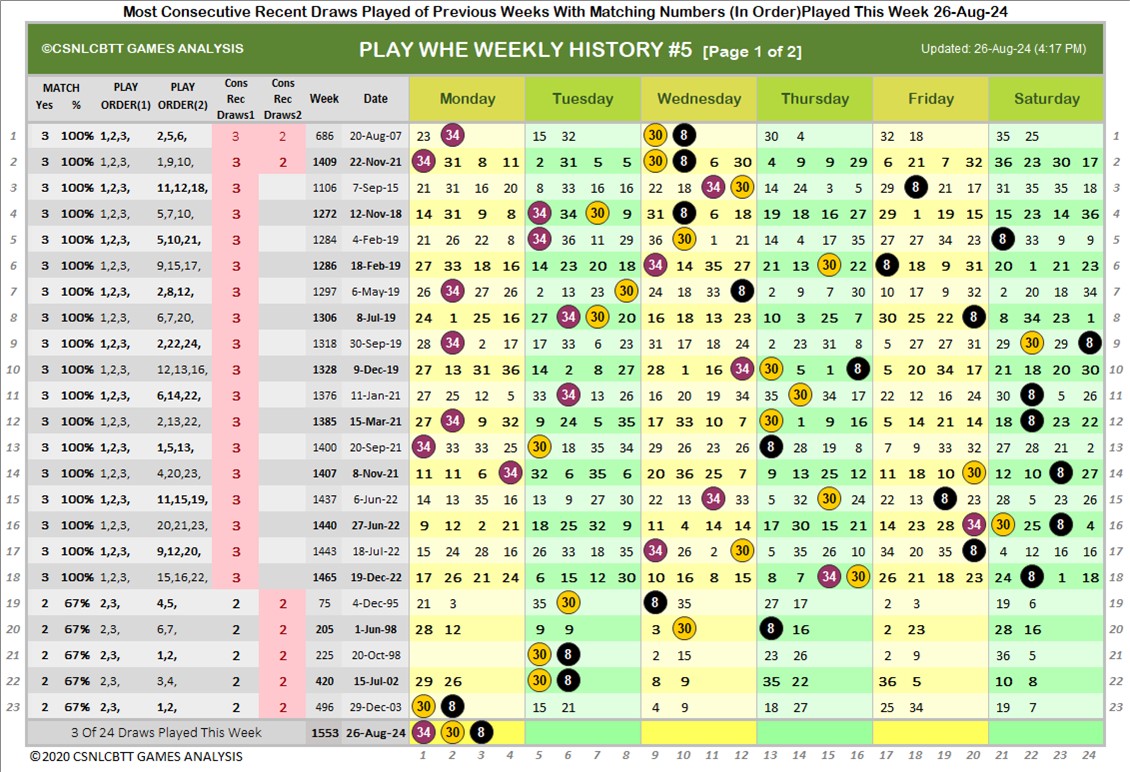 Most Consecutive Recent Draws Played of Previous Weeks With Matching Numbers (In Order)Played This Week 26-Aug-24
©CSNLCBTT GAMES ANALYSIS PLAY WHE WEEKLY HISTORY #5 [Page 1 of 2] Updated: 26-Aug-24 (4:17 PM)
MATCH PLAY PLAY Cons Cons
Yes % ORDER(1) ORDER(2) Rec Rec Week Date Monday Tuesday Wednesday Thursday Friday Saturday
Draws1 Draws2
1 3 100% 1,2,3, 2,5,6, 3 2 686 20-Aug-07 23 34 15 32 30 8 30 4 32 18 35 25 1
2 3 100% 1,2,3, 1,9,10, 3 2 1409 22-Nov-21 34 31 8 11 2 31 5 5 30 8 6 30 4 9 9 29 6 21 7 32 36 23 30 17 2
3 3 100% 1,2,3, 11,12,18, 3 1106 7-Sep-15 21 31 16 20 8 33 16 16 22 18 34 30 14 24 3 5 29 8 21 17 31 35 35 18 3
4 3 100% 1,2,3, 5,7,10, 3 1272 12-Nov-18 14 31 9 8 34 34 30 9 31 8 6 18 19 18 16 27 29 1 19 15 15 23 14 36 4
5 3 100% 1,2,3, 5,10,21, 3 1284 4-Feb-19 21 26 22 8 34 36 11 29 36 30 1 21 14 4 17 35 27 27 34 23 8 33 9 9 5
6 3 100% 1,2,3, 9,15,17, 3 1286 18-Feb-19 27 33 18 16 14 23 20 18 34 14 35 27 21 13 30 22 8 18 9 31 20 1 21 23 6
7 3 100% 1,2,3, 2,8,12, 3 1297 6-May-19 26 34 27 26 2 13 23 30 24 18 33 8 2 9 7 30 10 17 9 32 2 20 18 34 7
8 3 100% 1,2,3, 6,7,20, 3 1306 8-Jul-19 24 1 25 16 27 34 30 20 16 18 13 23 10 3 25 7 30 25 22 8 8 34 23 1 8
9 3 100% 1,2,3, 2,22,24, 3 1318 30-Sep-19 28 34 2 17 17 33 6 23 31 17 18 24 2 23 31 8 5 27 27 31 29 30 29 8 9
10 3 100% 1,2,3, 12,13,16, 3 1328 9-Dec-19 27 13 31 36 14 2 8 27 28 1 16 34 30 5 1 8 5 20 34 17 21 18 20 30 10
11 3 100% 1,2,3, 6,14,22, 3 1376 11-Jan-21 27 25 12 5 33 34 13 26 16 20 19 34 35 30 34 17 22 12 16 24 30 8 5 26 11
12 3 100% 1,2,3, 2,13,22, 3 1385 15-Mar-21 27 34 9 32 9 24 5 35 17 33 10 7 30 1 9 16 5 14 21 14 18 8 23 22 12
13 3 100% 1,2,3, 1,5,13, 3 1400 20-Sep-21 34 33 33 25 30 18 35 34 29 26 23 26 8 28 19 8 7 9 33 32 27 28 21 2 13
14 3 100% 1,2,3, 4,20,23, 3 1407 8-Nov-21 11 11 6 34 32 6 35 6 20 36 25 7 9 13 25 12 11 18 10 30 12 10 8 27 14
15 3 100% 1,2,3, 11,15,19, 3 1437 6-Jun-22 14 13 35 16 13 9 27 30 22 13 34 33 5 32 30 24 22 13 8 23 28 5 23 26 15
16 3 100% 1,2,3, 20,21,23, 3 1440 27-Jun-22 9 12 2 21 18 25 32 9 11 4 14 14 17 30 15 16 14 23 28 34 30 25 8 4 16
17 3 100% 1,2,3, 9,12,20, 3 1443 18-Jul-22 15 24 28 16 26 33 18 35 34 26 2 30 5 35 26 10 34 20 35 8 4 12 16 16 17
18 3 100% 1,2,3, 15,16,22, 3 1465 19-Dec-22 17 26 21 24 6 15 12 30 10 16 8 15 8 7 34 30 26 21 18 23 24 8 1 18 18
19 2 67% 2,3, 4,5, 2 2 75 4-Dec-95 21 3 35 30 8 35 27 17 2 3 19 6 19
20 2 67% 2,3, 6,7, 2 2 205 1-Jun-98 28 12 9 9 3 30 8 16 2 23 28 16 20
21 2 67% 2,3, 1,2, 2 2 225 20-Oct-98 30 8 2 15 23 26 2 9 36 5 21
22 2 67% 2,3, 3,4, 2 2 420 15-Jul-02 29 26 30 8 8 9 35 22 36 5 10 8 22
23 2 67% 2,3, 1,2, 2 2 496 29-Dec-03 30 8 15 21 4 9 18 27 25 34 19 7 23
3 Of 24 Draws Played This Week 1553 26-Aug-24 34 30 8
©2020 CSNLCBTT GAMES ANALYSIS 1 2 3 4 5 6 7 8 9 10 11 12 13 14 15 16 17 18 19 20 21 22 23 24